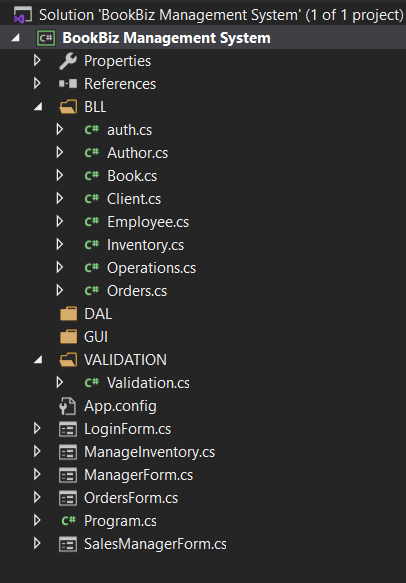 Solution 'BookBiz Management System' (1 of 1 project)
C# BookBiz Management System
Properties
References
BLL
C# auth.cs
C# Author.cs
C# Book.cs
C# Client.cs
C# Employee.cs
C# Inventory.cs
C# Operations.cs
C# Orders.cs
DAL
GUI
VALIDATION
C# Validation.cs
App.config
LoginForm.cs
ManageInventory.cs
ManagerForm.cs
OrdersForm.cs
C# Program.cs
SalesManagerForm.cs